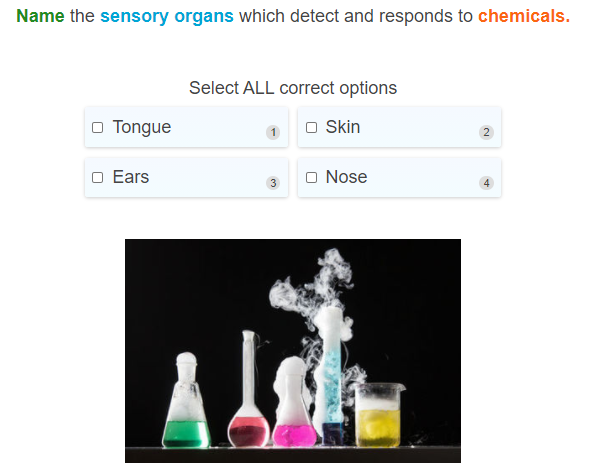 Name the sensory organs which detect and responds to chemicals.
Select ALL correct options
Tongue 1
Skin 2
Ears 3
Nose 4